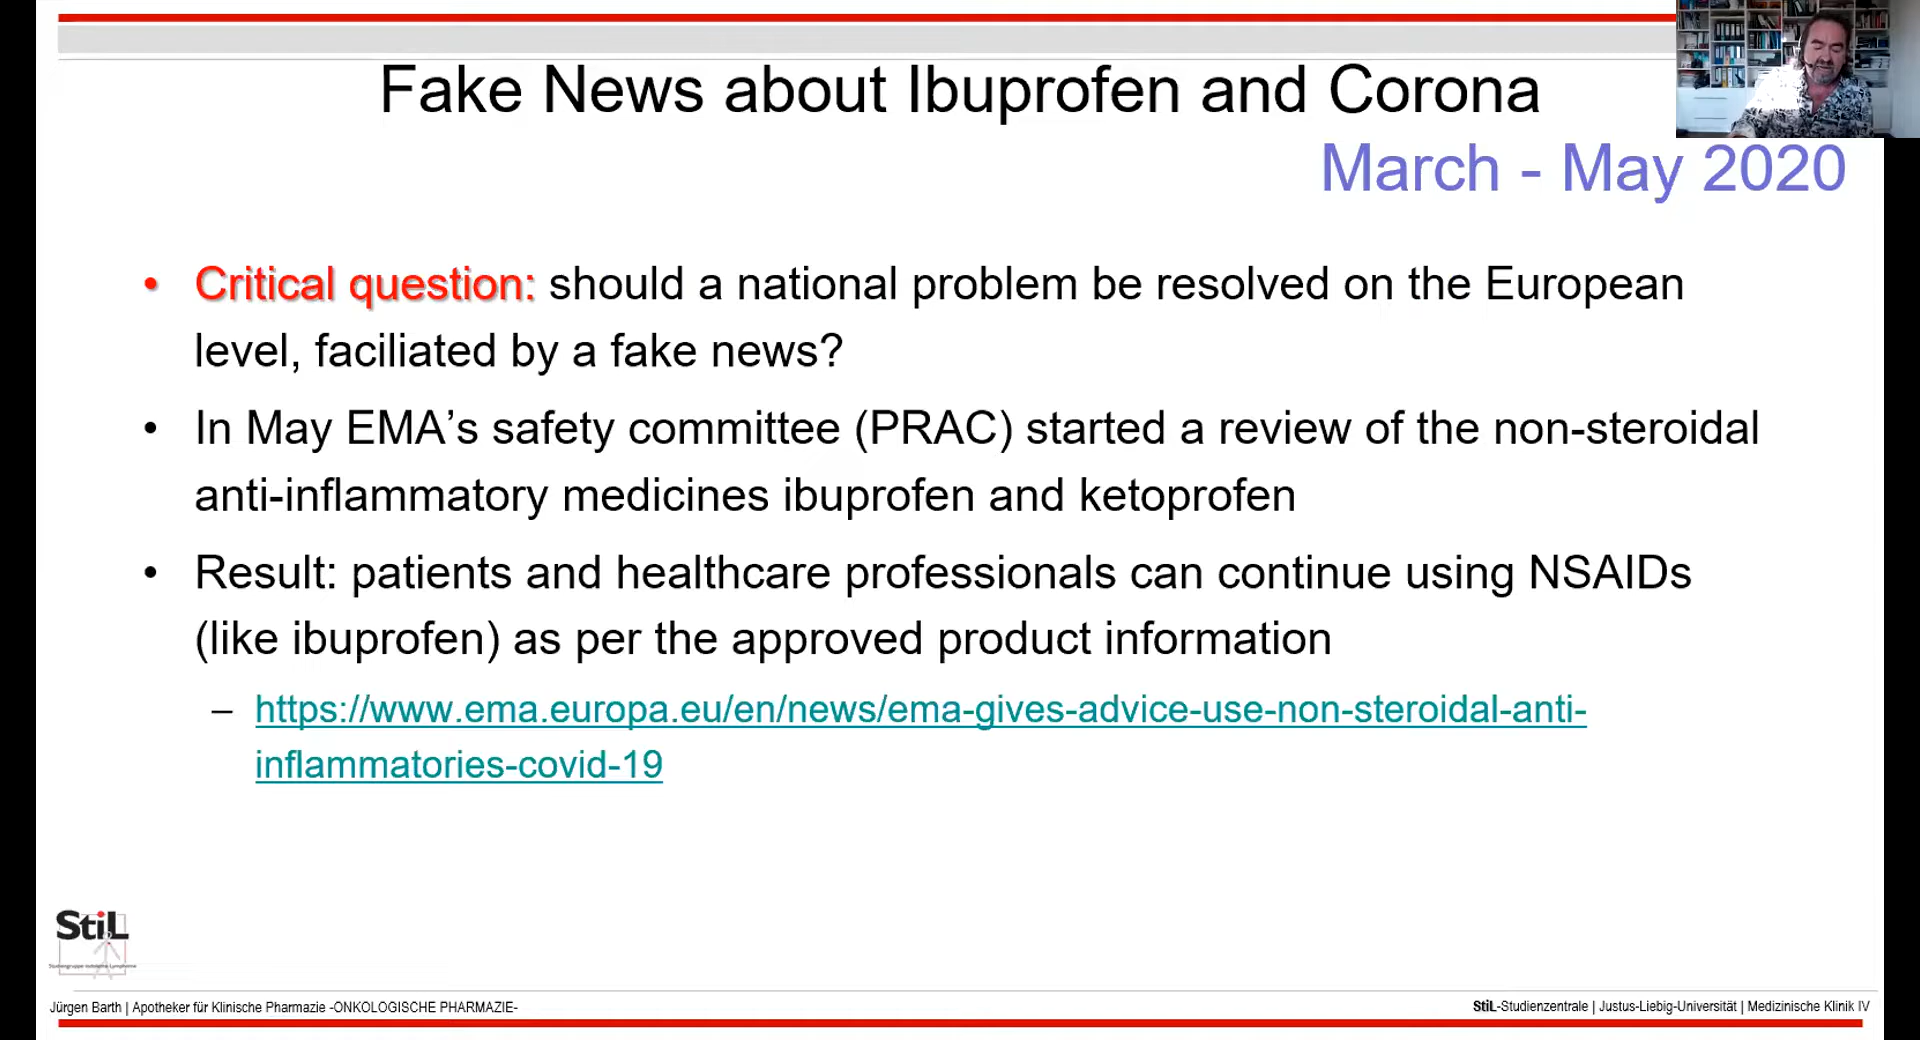 Fake News about Ibuprofen and Corona
March - May 2020
• Critical question: should a national problem be resolved on the European
level, faciliated by a fake news?
• In May EMA’s safety committee (PRAC) started a review of the non-steroidal
anti-inflammatory medicines ibuprofen and ketoprofen
• Result: patients and healthcare professionals can continue using NSAIDs
(like ibuprofen) as per the approved product information
– https://www.ema.europa.eu/en/news/ema-gives-advice-use-non-steroidal-anti-
inflammatories-covid-19
StiL
Jürgen Barth | Apotheker für Klinische Pharmazie -ONKOLOGISCHE PHARMAZIE-
StiL-Studienzentrale | Justus-Liebig-Universität | Medizinische Klinik IV